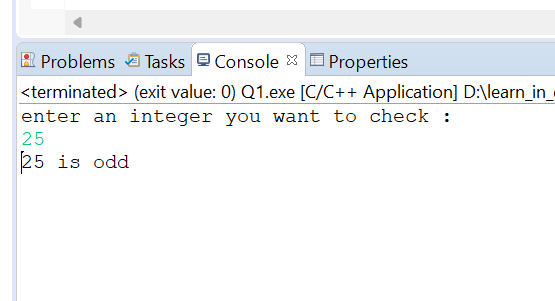 Problems Tasks Console Properties
<terminated> (exit value: 0) Q1.exe [C/C++ Application] D:\learn_in_
enter an integer you want to check :
25
25 is odd